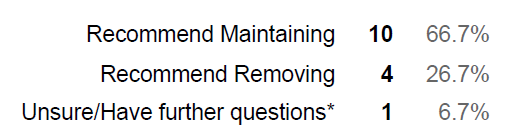 Recommend Maintaining 10 66.7%
Recommend Removing 4 26.7%
Unsure/Have further questions* 1 6.7%